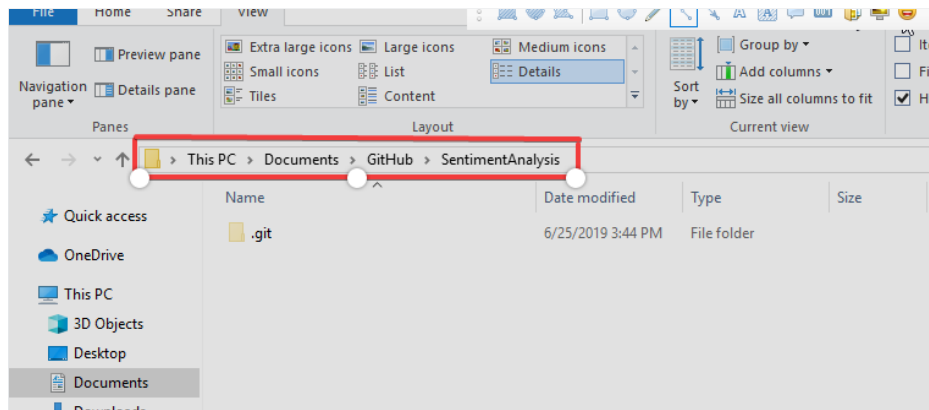 File Home Share View
Preview pane
Details pane
Navigation pane
Panes
Extra large icons Large icons Medium icons
Small icons List Details
Tiles Content
Layout
Sort by
Group by
Add columns
Size all columns to fit
Current view
This PC > Documents > GitHub > SentimentAnalysis
Name Date modified Type Size
.git 6/25/2019 3:44 PM File folder
Quick access
OneDrive
This PC
3D Objects
Desktop
Documents
Downloads